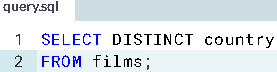 query.sql
1 SELECT DISTINCT country
2 FROM films;